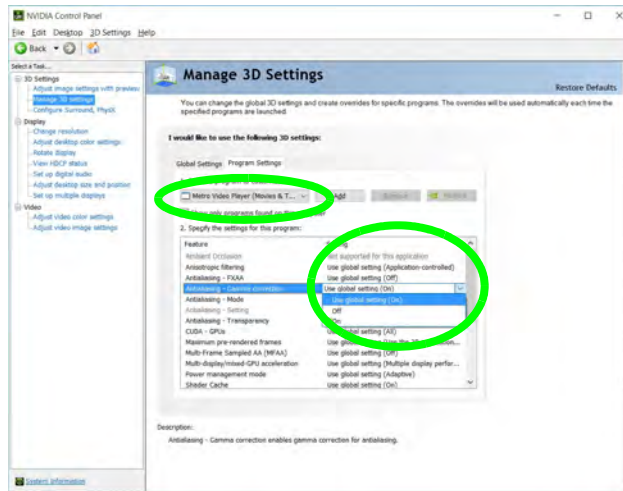 NVIDIA Control Panel
File Edit Desktop 3D Settings Help
Back
Select a Task...
3D Settings
Adjust image settings with preview
Manage 3D settings
Configure Surround, PhysX
Display
Change resolution
Adjust desktop color settings
Rotate display
View HDCP status
Set up digital audio
Adjust desktop size and position
Set up multiple displays
Video
Adjust video color settings
Adjust video image settings
System Information
Manage 3D Settings
Restore Defaults
You can change the global 3D settings and create overrides for specific programs. The overrides will be used automatically each time the
specified programs are launched.
I would like to use the following 3D settings:
Global Settings Program Settings
Metro Video Player (Movies & T... Add Remove
only programs found on
2. Specify the settings for this program:
Feature
Ambient Occlusion Not supported for this application
Anisotropic filtering Use global setting (Application-controlled)
Antialiasing - FXAA Use global setting (Off)
Antialiasing - Gamma correction Use global setting (On)
Antialiasing - Mode Use global setting (On)
Antialiasing - Setting Off
Antialiasing - Transparency On
CUDA - GPUs Use global setting (All)
Maximum pre-rendered frames Use global setting (Use the 3D
Multi-Frame Sampled AA (MFAA) Use global setting (Off)
Multi-display/mixed-GPU acceleration Use global setting (Multiple display perfor...
Power management mode Use global setting (Adaptive)
Shader Cache Use global setting (On)
Description:
Antialiasing - Gamma correction enables gamma correction for antialiasing.